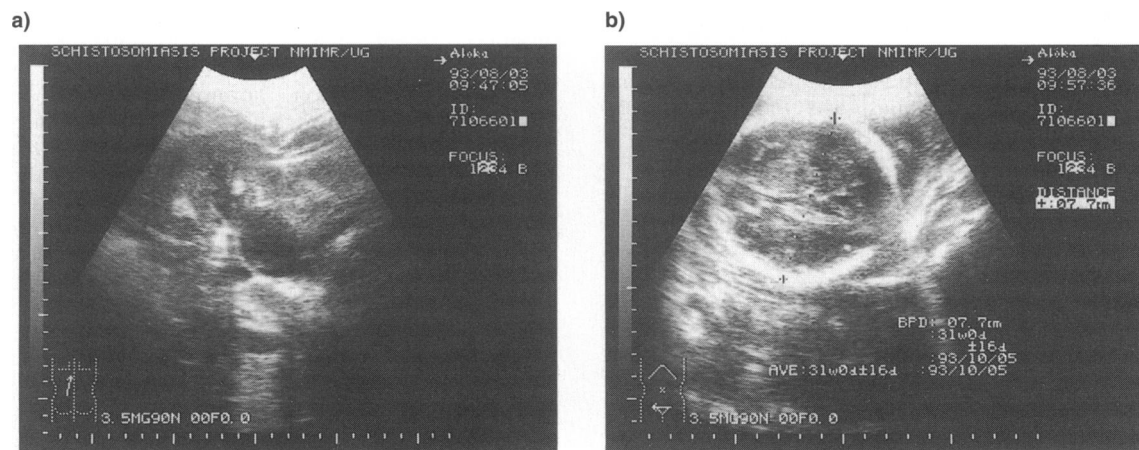 a)
SCHISTOSOMIASIS PROJECT NMIMR/UG
Aloka
93/08/03
09:47:05
ID:
7106601
FOCUS:
3.5MG90N 00F0.0
b)
SCHISTOSOMIASIS PROJECT NMIMR/UG
Aloka
93/08/03
09:57:36
ID:
7106601
FOCUS:
DISTANCE
+:07.7cm
BPD+ 07.7cm
:31w0d
±16d
:93/10/05
AVE:31w0d±16d :93/10/05
3.5MG90N 00F0.0